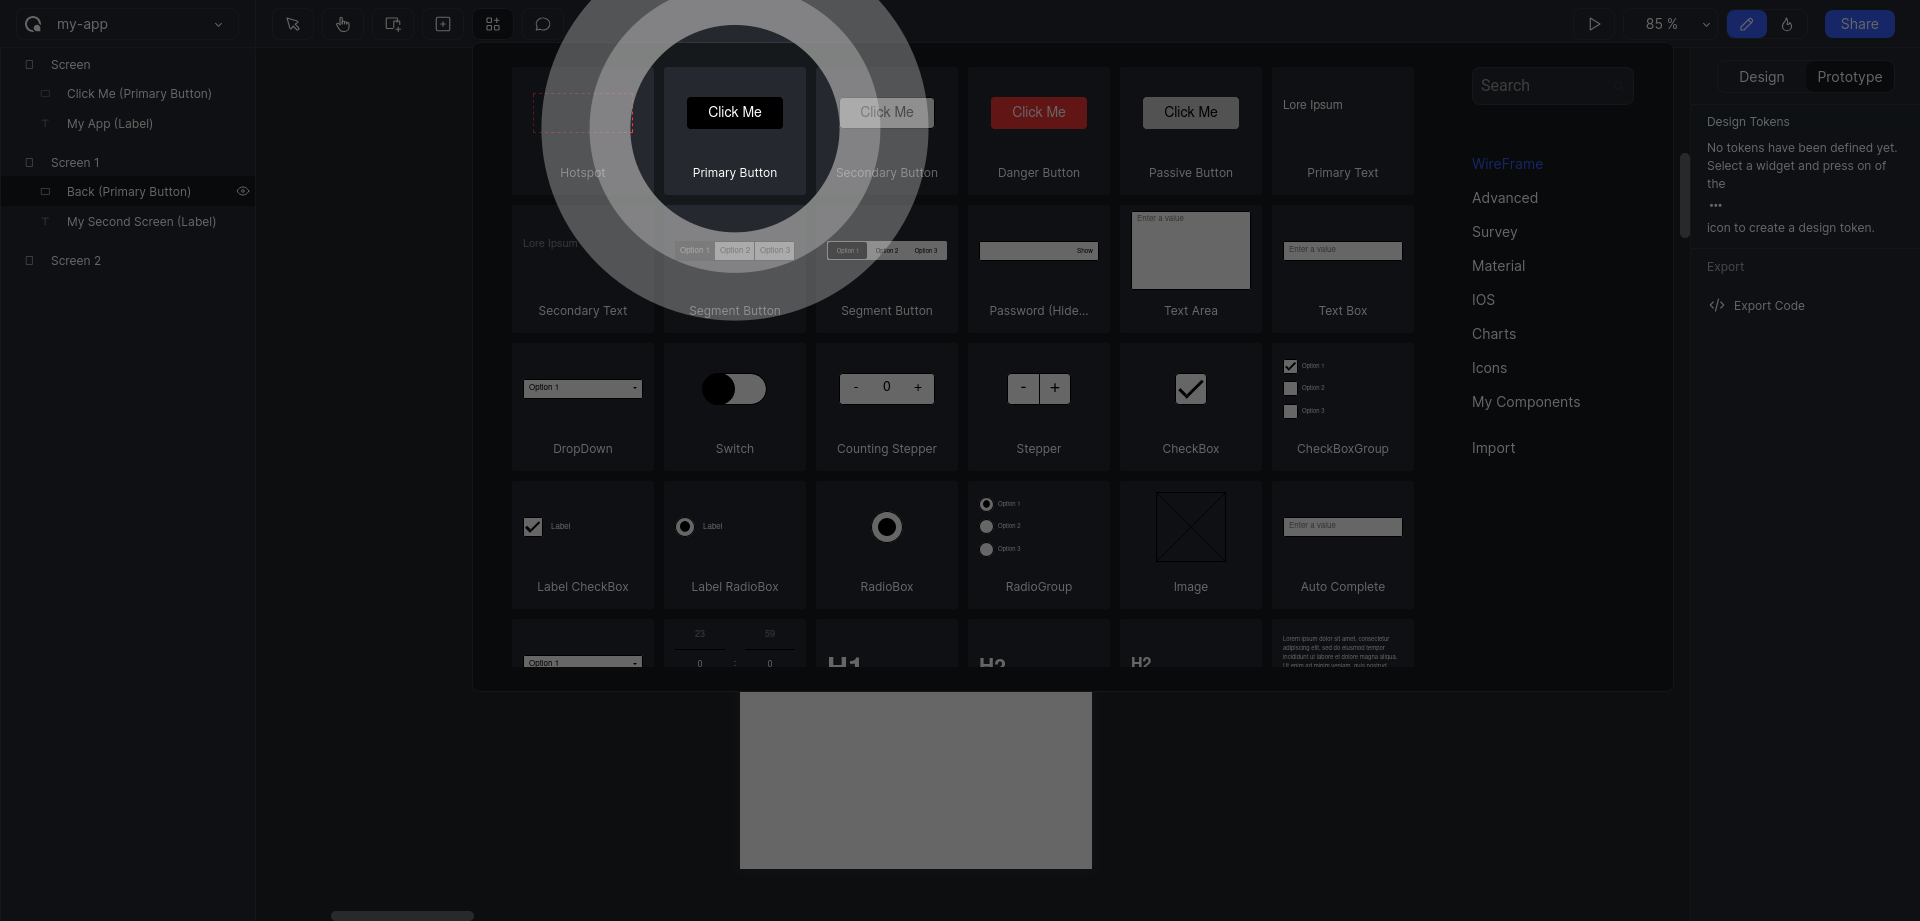 my-app
85 %
Share
Screen
Click Me (Primary Button)
My App (Label)
Screen 1
Back (Primary Button)
My Second Screen (Label)
Screen 2
Click Me
Click Me
Click Me
Click Me
Lore Ipsum
Hotspot
Primary Button
Secondary Button
Danger Button
Passive Button
Primary Text
Lore Ipsum
Option 1
Option 2
Option 3
Option 1
Option 2
Option 3
Show
Enter a value
Enter a value
Secondary Text
Segment Button
Segment Button
Password (Hide...
Text Area
Text Box
Option 1
- 0 +
- +
Option 1
Option 2
Option 3
DropDown
Switch
Counting Stepper
Stepper
CheckBox
CheckBoxGroup
Label
Label
Option 1
Option 2
Option 3
Enter a value
Label CheckBox
Label RadioBox
RadioBox
RadioGroup
Image
Auto Complete
Option 1
23
59
0 : 0
H1
H2
H2
Lorem ipsum dolor sit amet, consectetur
adipiscing elit, sed do eiusmod tempor
incididunt ut labore et dolore magna aliqua.
Ut enim ad minim veniam, quis nostrud
Search
WireFrame
Advanced
Survey
Material
IOS
Charts
Icons
My Components
Import
Design
Prototype
Design Tokens
No tokens have been defined yet.
Select a widget and press on of
the
...
icon to create a design token.
Export
Export Code